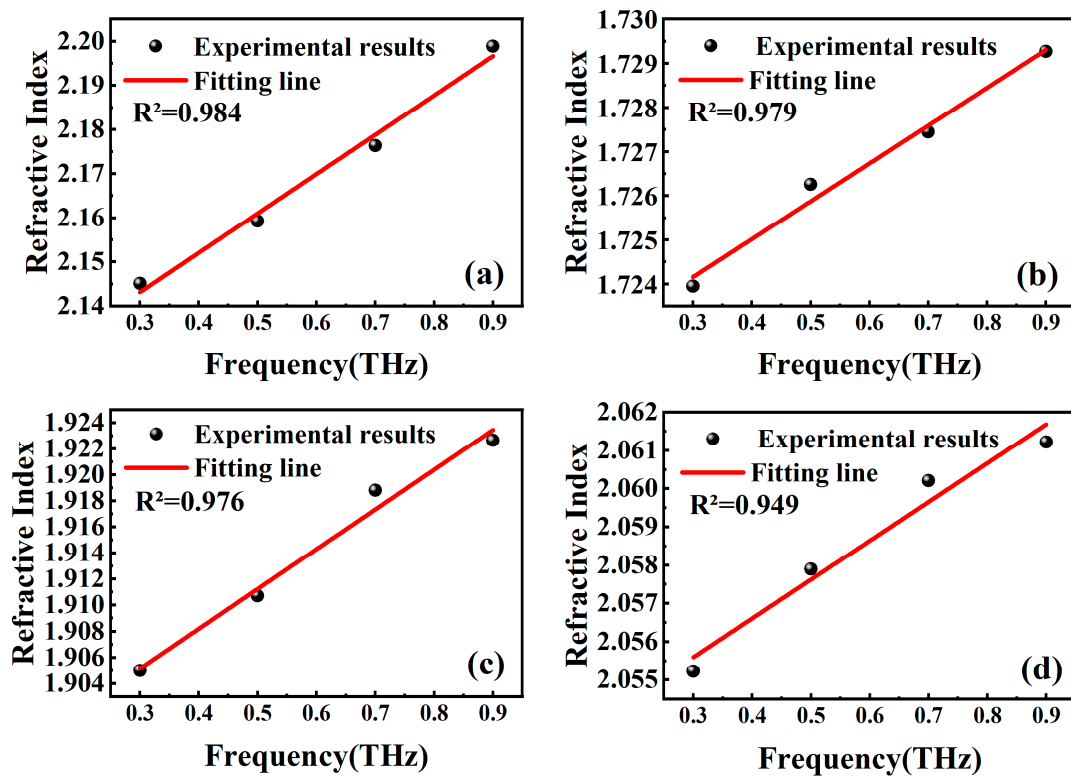 2.20
2.19
2.18
2.17
2.16
2.15
2.14
Refractive Index
Experimental results
Fitting line
R²=0.984
(a)
0.3 0.4 0.5 0.6 0.7 0.8 0.9
Frequency(THz)
1.730
1.729
1.728
1.727
1.726
1.725
1.724
Refractive Index
Experimental results
Fitting line
R²=0.979
(b)
0.3 0.4 0.5 0.6 0.7 0.8 0.9
Frequency(THz)
1.924
1.922
1.920
1.918
1.916
1.914
1.912
1.910
1.908
1.906
1.904
Refractive Index
Experimental results
Fitting line
R²=0.976
(c)
0.3 0.4 0.5 0.6 0.7 0.8 0.9
Frequency(THz)
2.062
2.061
2.060
2.059
2.058
2.057
2.056
2.055
Refractive Index
Experimental results
Fitting line
R²=0.949
(d)
0.3 0.4 0.5 0.6 0.7 0.8 0.9
Frequency(THz)